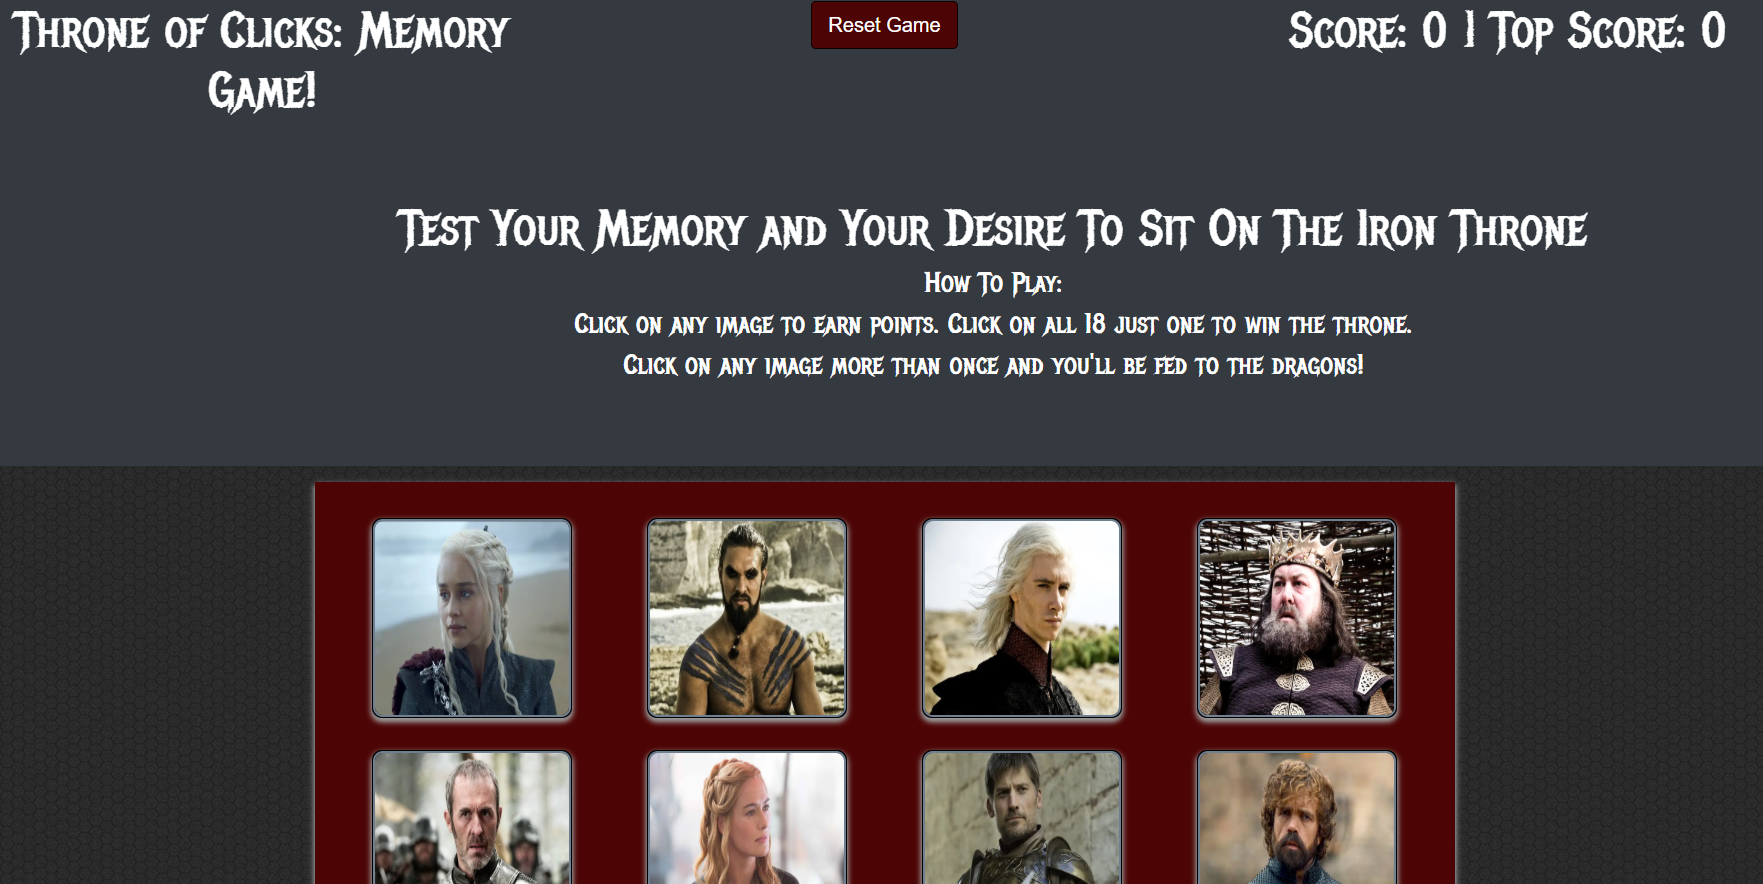 Throne of Clicks: Memory
Game!
Reset Game
Score: 0 | Top Score: 0
Test Your Memory and Your Desire To Sit On The Iron Throne
How To Play:
Click on any image to earn points. Click on all 18 just one to win the throne.
Click on any image more than once and you'll be fed to the dragons!